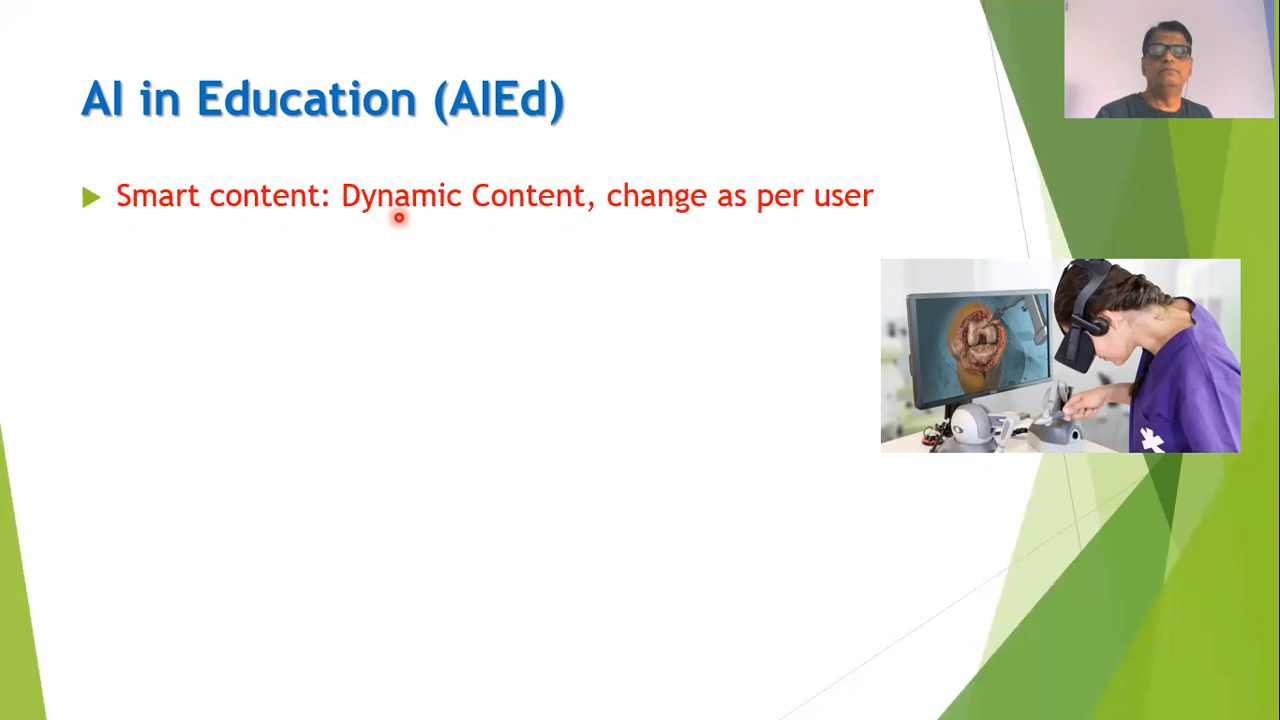 AI in Education (AIEd)
Smart content: Dynamic Content, change as per user